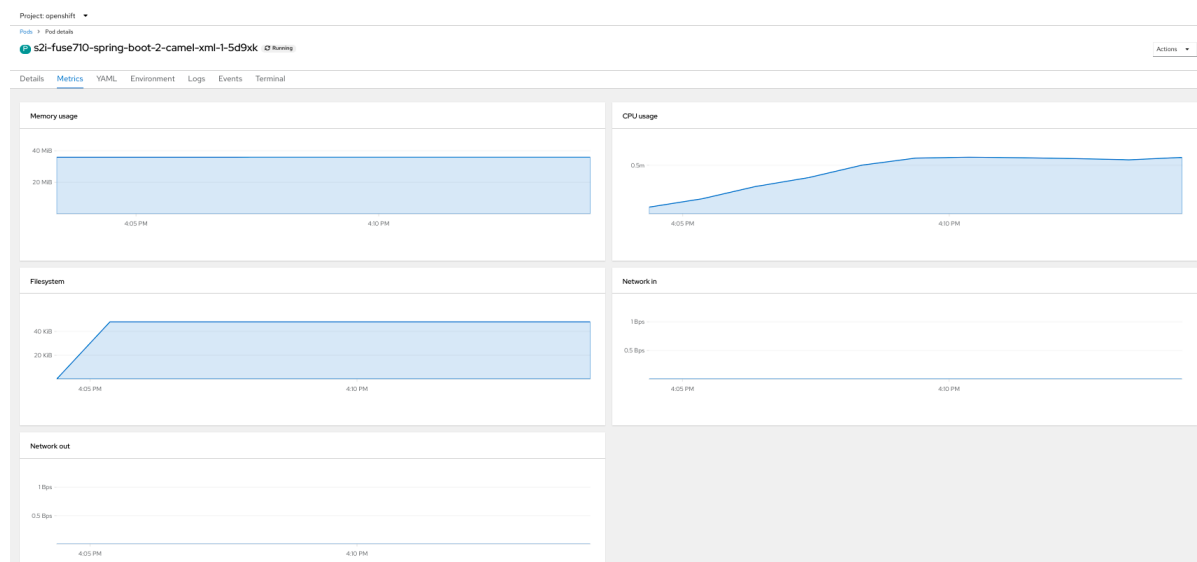 Project: openshift
Pods > Pod details
P s2i-fuse710-spring-boot-2-camel-xml-1-5d9xk Running
Actions
Details Metrics YAML Environment Logs Events Terminal
Memory usage
40 MiB
20 MiB
4:05 PM 4:10 PM
CPU usage
0.5m
4:05 PM 4:10 PM
Filesystem
40 KiB
20 KiB
4:05 PM 4:10 PM
Network in
1 Bps
0.5 Bps
4:05 PM 4:10 PM
Network out
1 Bps
0.5 Bps
4:05 PM 4:10 PM